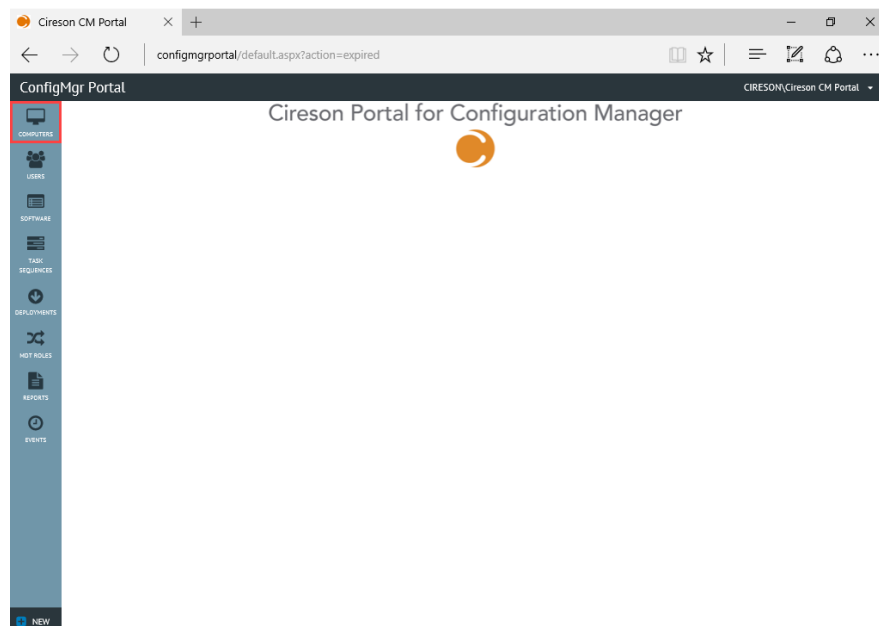 Cireson CM Portal
configmgrportal/default.aspx?action=expired
ConfigMgr Portal
CIRESON\Cireson CM Portal
Cireson Portal for Configuration Manager
COMPUTERS
USERS
SOFTWARE
TASK
SEQUENCES
DEPLOYMENTS
MDT ROLES
REPORTS
EVENTS
NEW